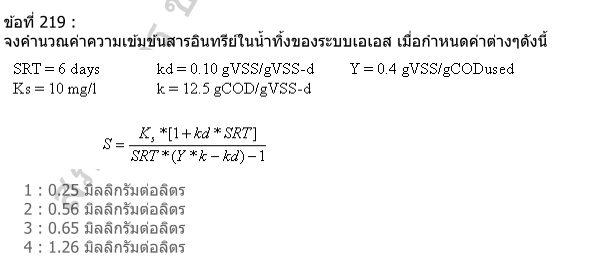 ข้อที่ 219 :
จงคำนวณค่าความเข้มข้นสารอินทรีย์ในน้ำทิ้งของระบบเอเอส เมื่อกำหนดค่าต่างๆดังนี้
SRT = 6 days kd = 0.10 gVSS/gVSS-d Y = 0.4 gVSS/gCODused
Ks = 10 mg/l k = 12.5 gCOD/gVSS-d
S = K_s *[1 + kd * SRT] / SRT * (Y * k − kd) − 1
1 : 0.25 มิลลิกรัมต่อลิตร
2 : 0.56 มิลลิกรัมต่อลิตร
3 : 0.65 มิลลิกรัมต่อลิตร
4 : 1.26 มิลลิกรัมต่อลิตร